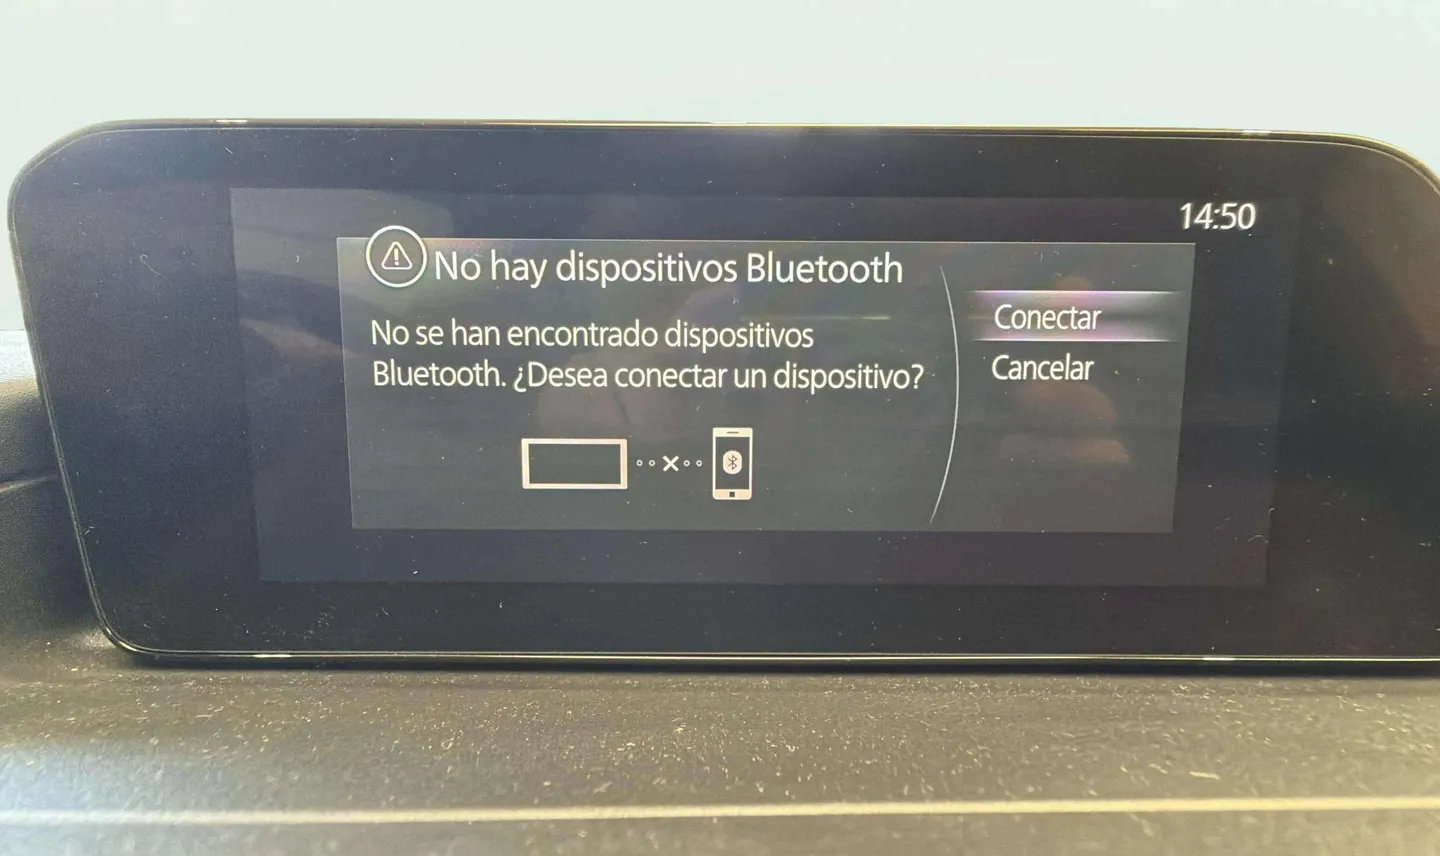 14:50
No hay dispositivos Bluetooth
No se han encontrado dispositivos
Bluetooth. ¿Desea conectar un dispositivo?
Conectar
Cancelar